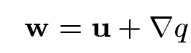 w = u + ∇q